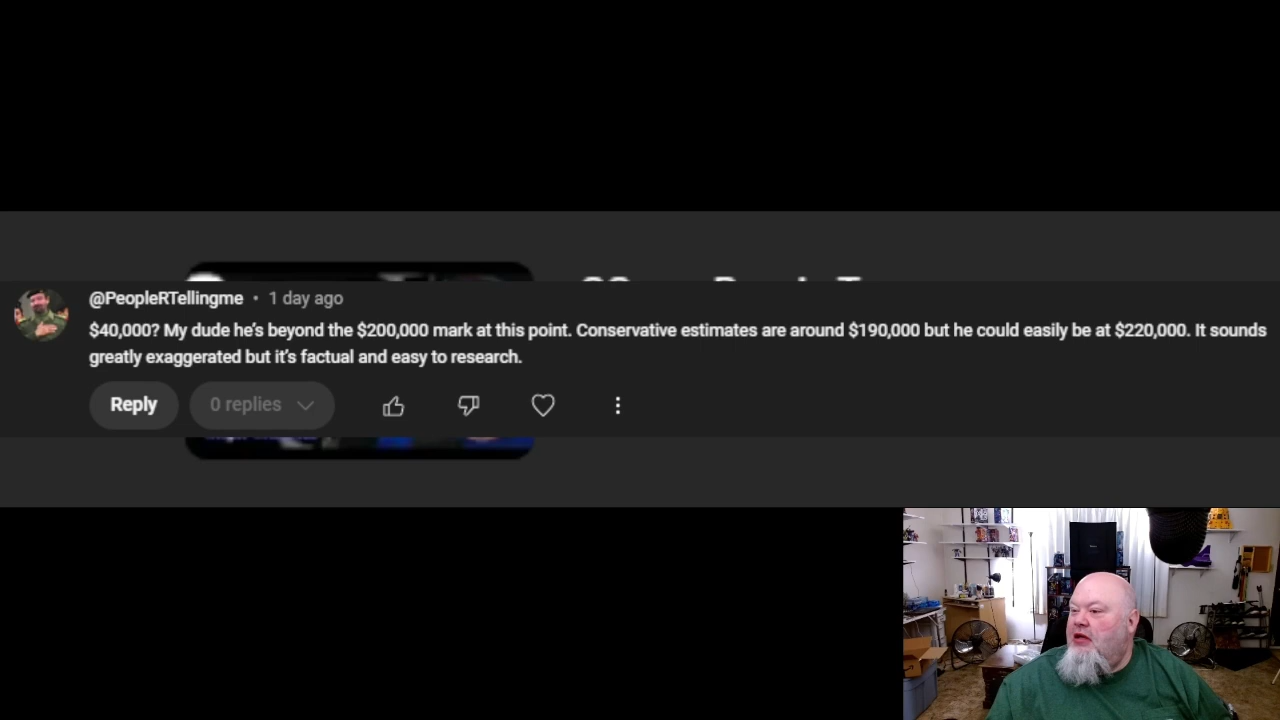 @PeopleRTellingme • 1 day ago
$40,000? My dude he's beyond the $200,000 mark at this point. Conservative estimates are around $190,000 but he could easily be at $220,000. It sounds
greatly exaggerated but it's factual and easy to research.
Reply 0 replies